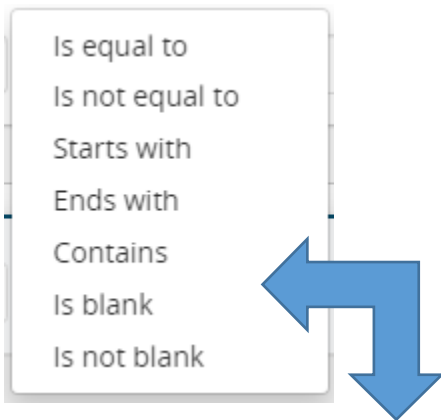 Is equal to
Is not equal to
Starts with
Ends with
Contains
Is blank
Is not blank